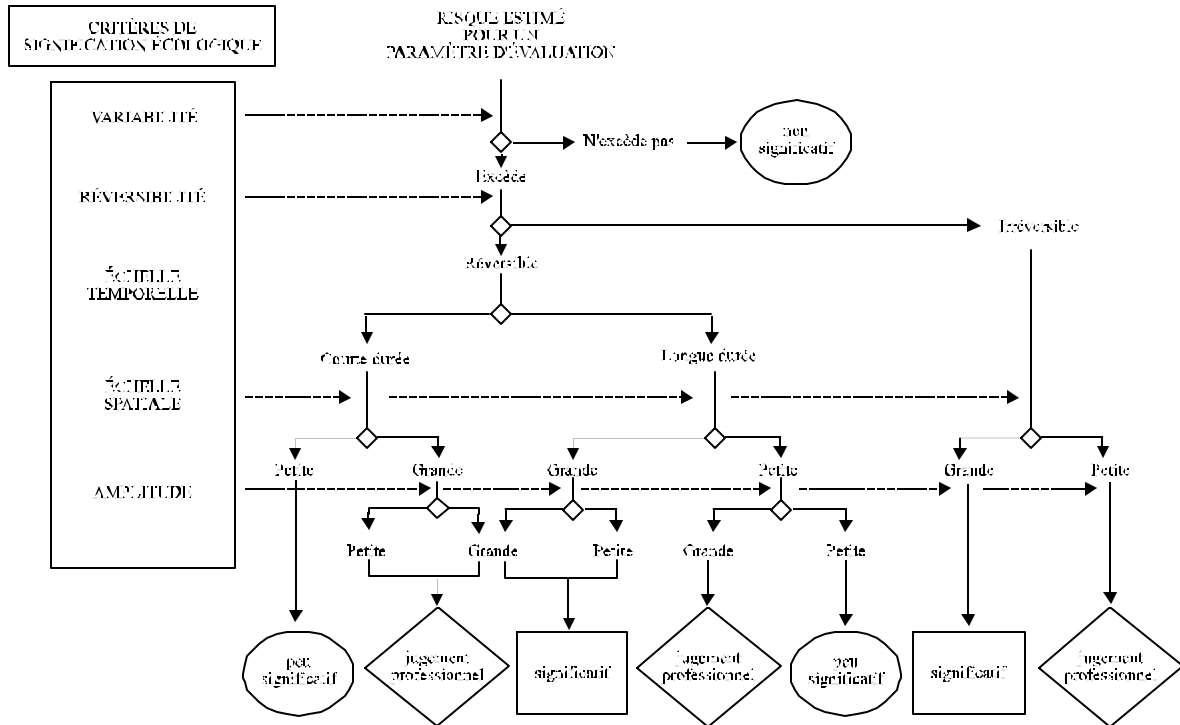 CRITÈRES DE
SIGNIFICATION ÉCOLOGIQUE
RISQUE ESTIMÉ
POUR UN
PARAMÈTRE D'ÉVALUATION
VARIABILITÉ
N'excède pas
non
significatif
Excède
RÉVERSIBILITÉ
Irréversible
Réversible
ÉCHELLE
TEMPORELLE
Courte durée
Longue durée
ÉCHELLE
SPATIALE
Petite
Grande
Grande
Petite
Grande
Petite
AMPLITUDE
Petite
Grande
Grande
Petite
Grande
Petite
peu
significatif
jugement
professionnel
significatif
jugement
professionnel
peu
significatif
significatif
jugement
professionnel